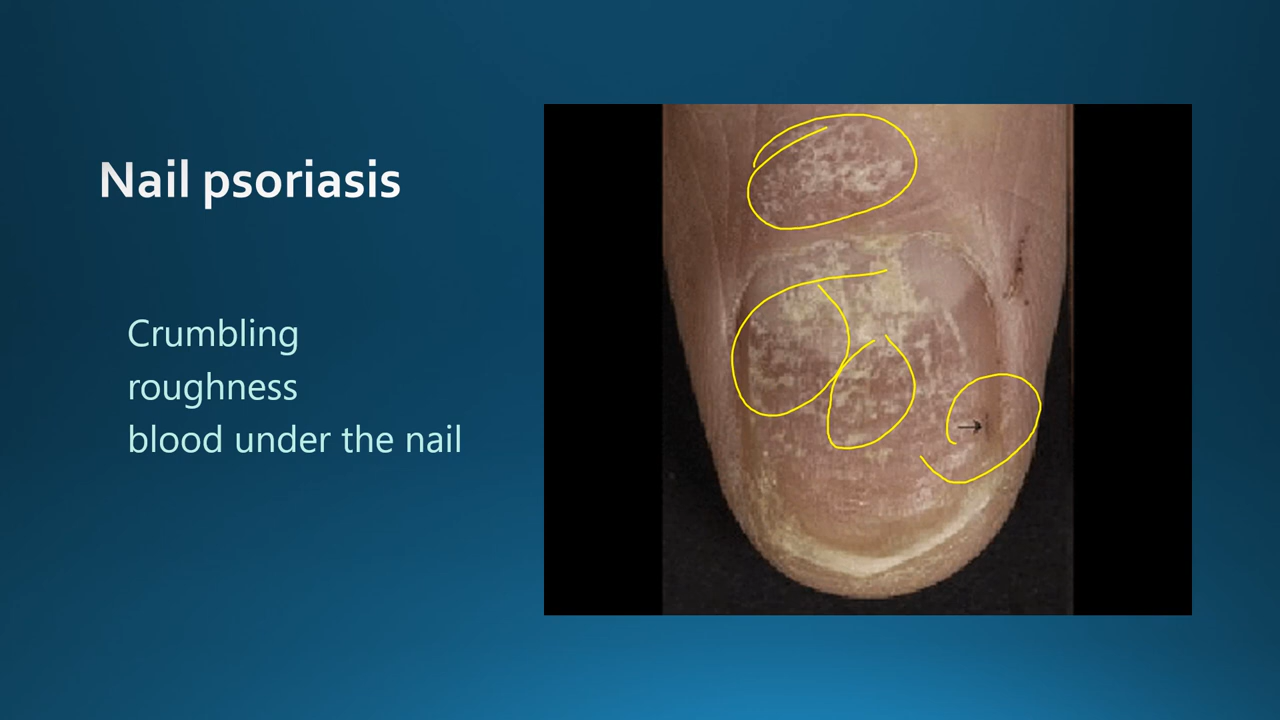 Nail psoriasis
Crumbling
roughness
blood under the nail